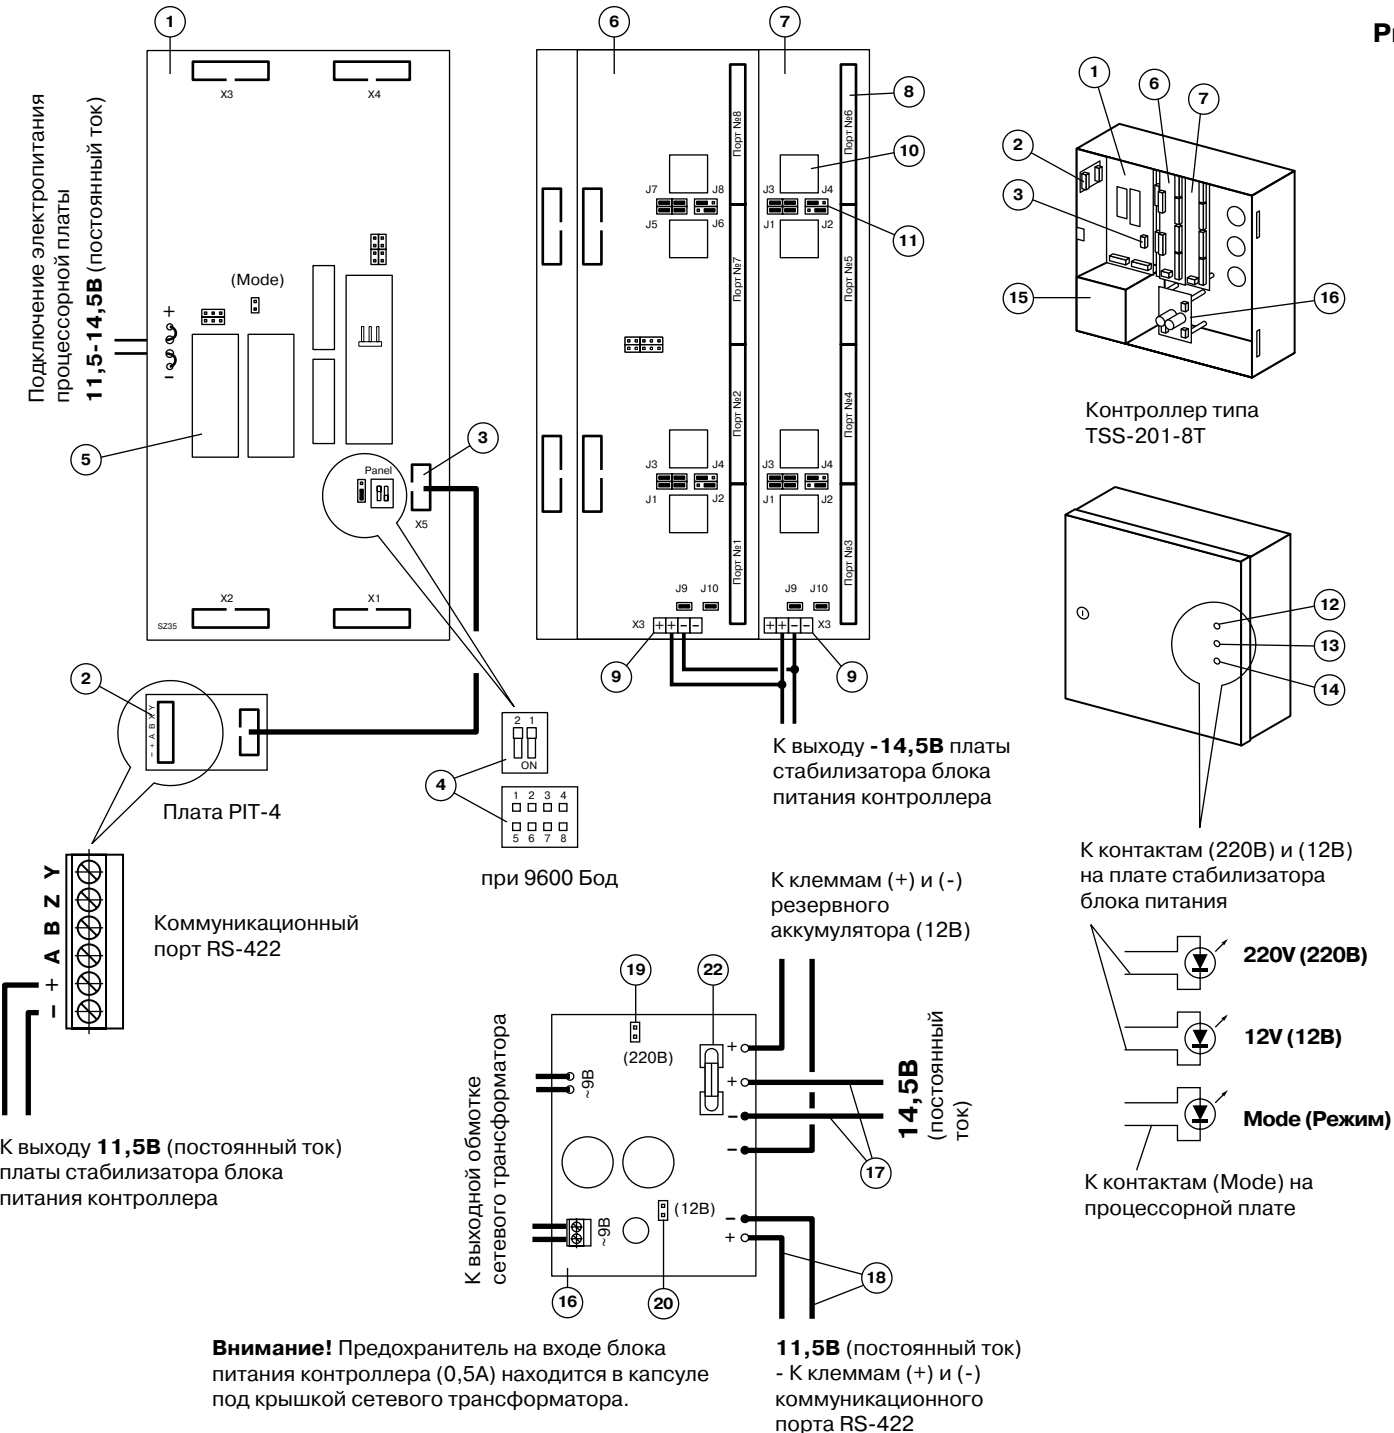 Подключение электропитания
процессорной платы
11,5-14,5В (постоянный ток)
1
X3
X4
(Mode)
+
–
5
Panel
3
X5
X2
X1
SZ35
2
– + A B X Y
Плата PIT-4
Y
Z
B
A
+
–
Коммуникационный
порт RS-422
К выходу 11,5В (постоянный ток)
платы стабилизатора блока
питания контроллера
2 1
ON
4
1 2 3 4
5 6 7 8
при 9600 Бод
6
7
8
10
11
Порт №8
Порт №7
Порт №2
Порт №1
Порт №6
Порт №5
Порт №4
Порт №3
J7 J8
J5 J6
J3 J4
J1 J2
J3 J4
J1 J2
J3 J4
J1 J2
J9 J10
J9 J10
X3 + + – –
+ + – – X3
9
9
К выходу -14,5В платы
стабилизатора блока
питания контроллера
1
6
7
2
3
15
16
Контроллер типа
TSS-201-8Т
12
13
14
К контактам (220В) и (12В)
на плате стабилизатора
блока питания
220V (220В)
12V (12В)
Mode (Режим)
К контактам (Mode) на
процессорной плате
К клеммам (+) и (-)
резервного
аккумулятора (12В)
19
22
(220В)
~9В
+
+
–
–
14,5В
(постоянный
ток)
17
К выходной обмотке
сетевого трансформатора
(12В)
~9В
–
+
18
16
20
Внимание! Предохранитель на входе блока
питания контроллера (0,5А) находится в капсуле
под крышкой сетевого трансформатора.
11,5В (постоянный ток)
- К клеммам (+) и (-)
коммуникационного
порта RS-422